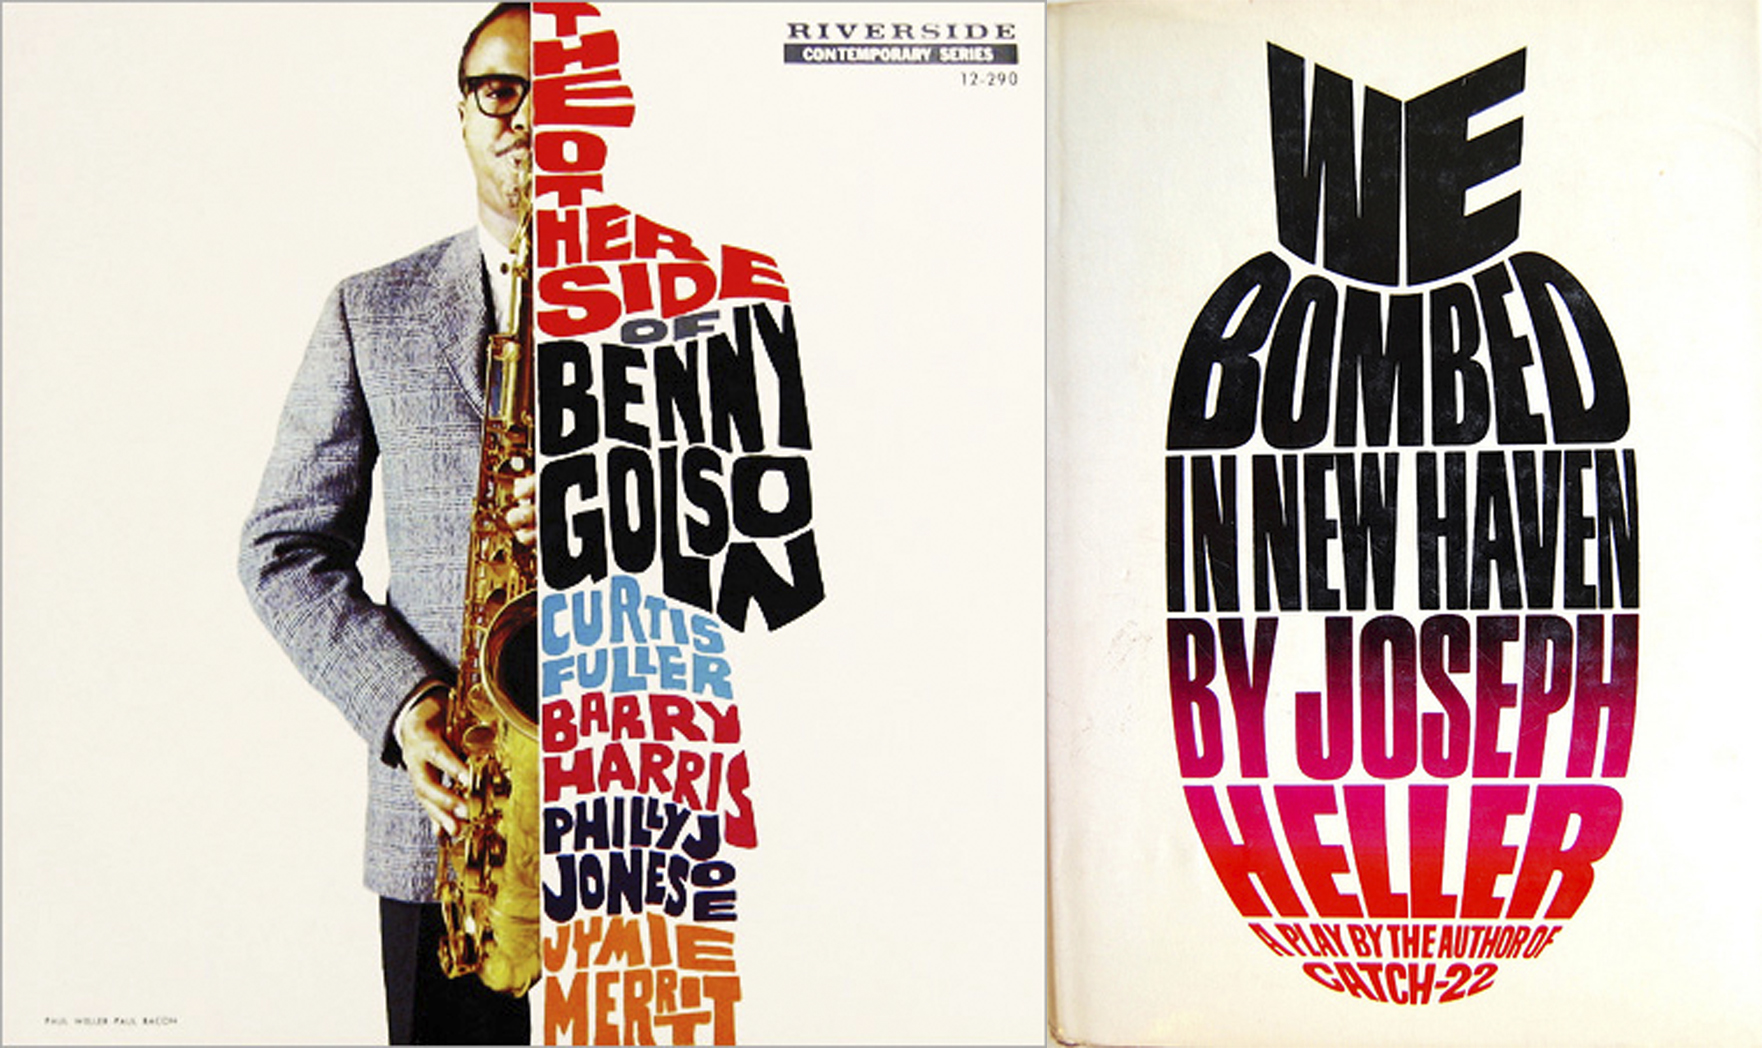 THE
OT
HER
SIDE
OF
BENNY
GOLSON
CURTIS
FULLER
BARRY
HARRIS
PHILLY JOE
JONES
JYMIE
MERRITT
RIVERSIDE
CONTEMPORARY SERIES
12-290
PAUL WELLER PAUL BACON
WE
BOMBED
IN NEW HAVEN
BY JOSEPH
HELLER
A PLAY BY THE AUTHOR OF
CATCH-22